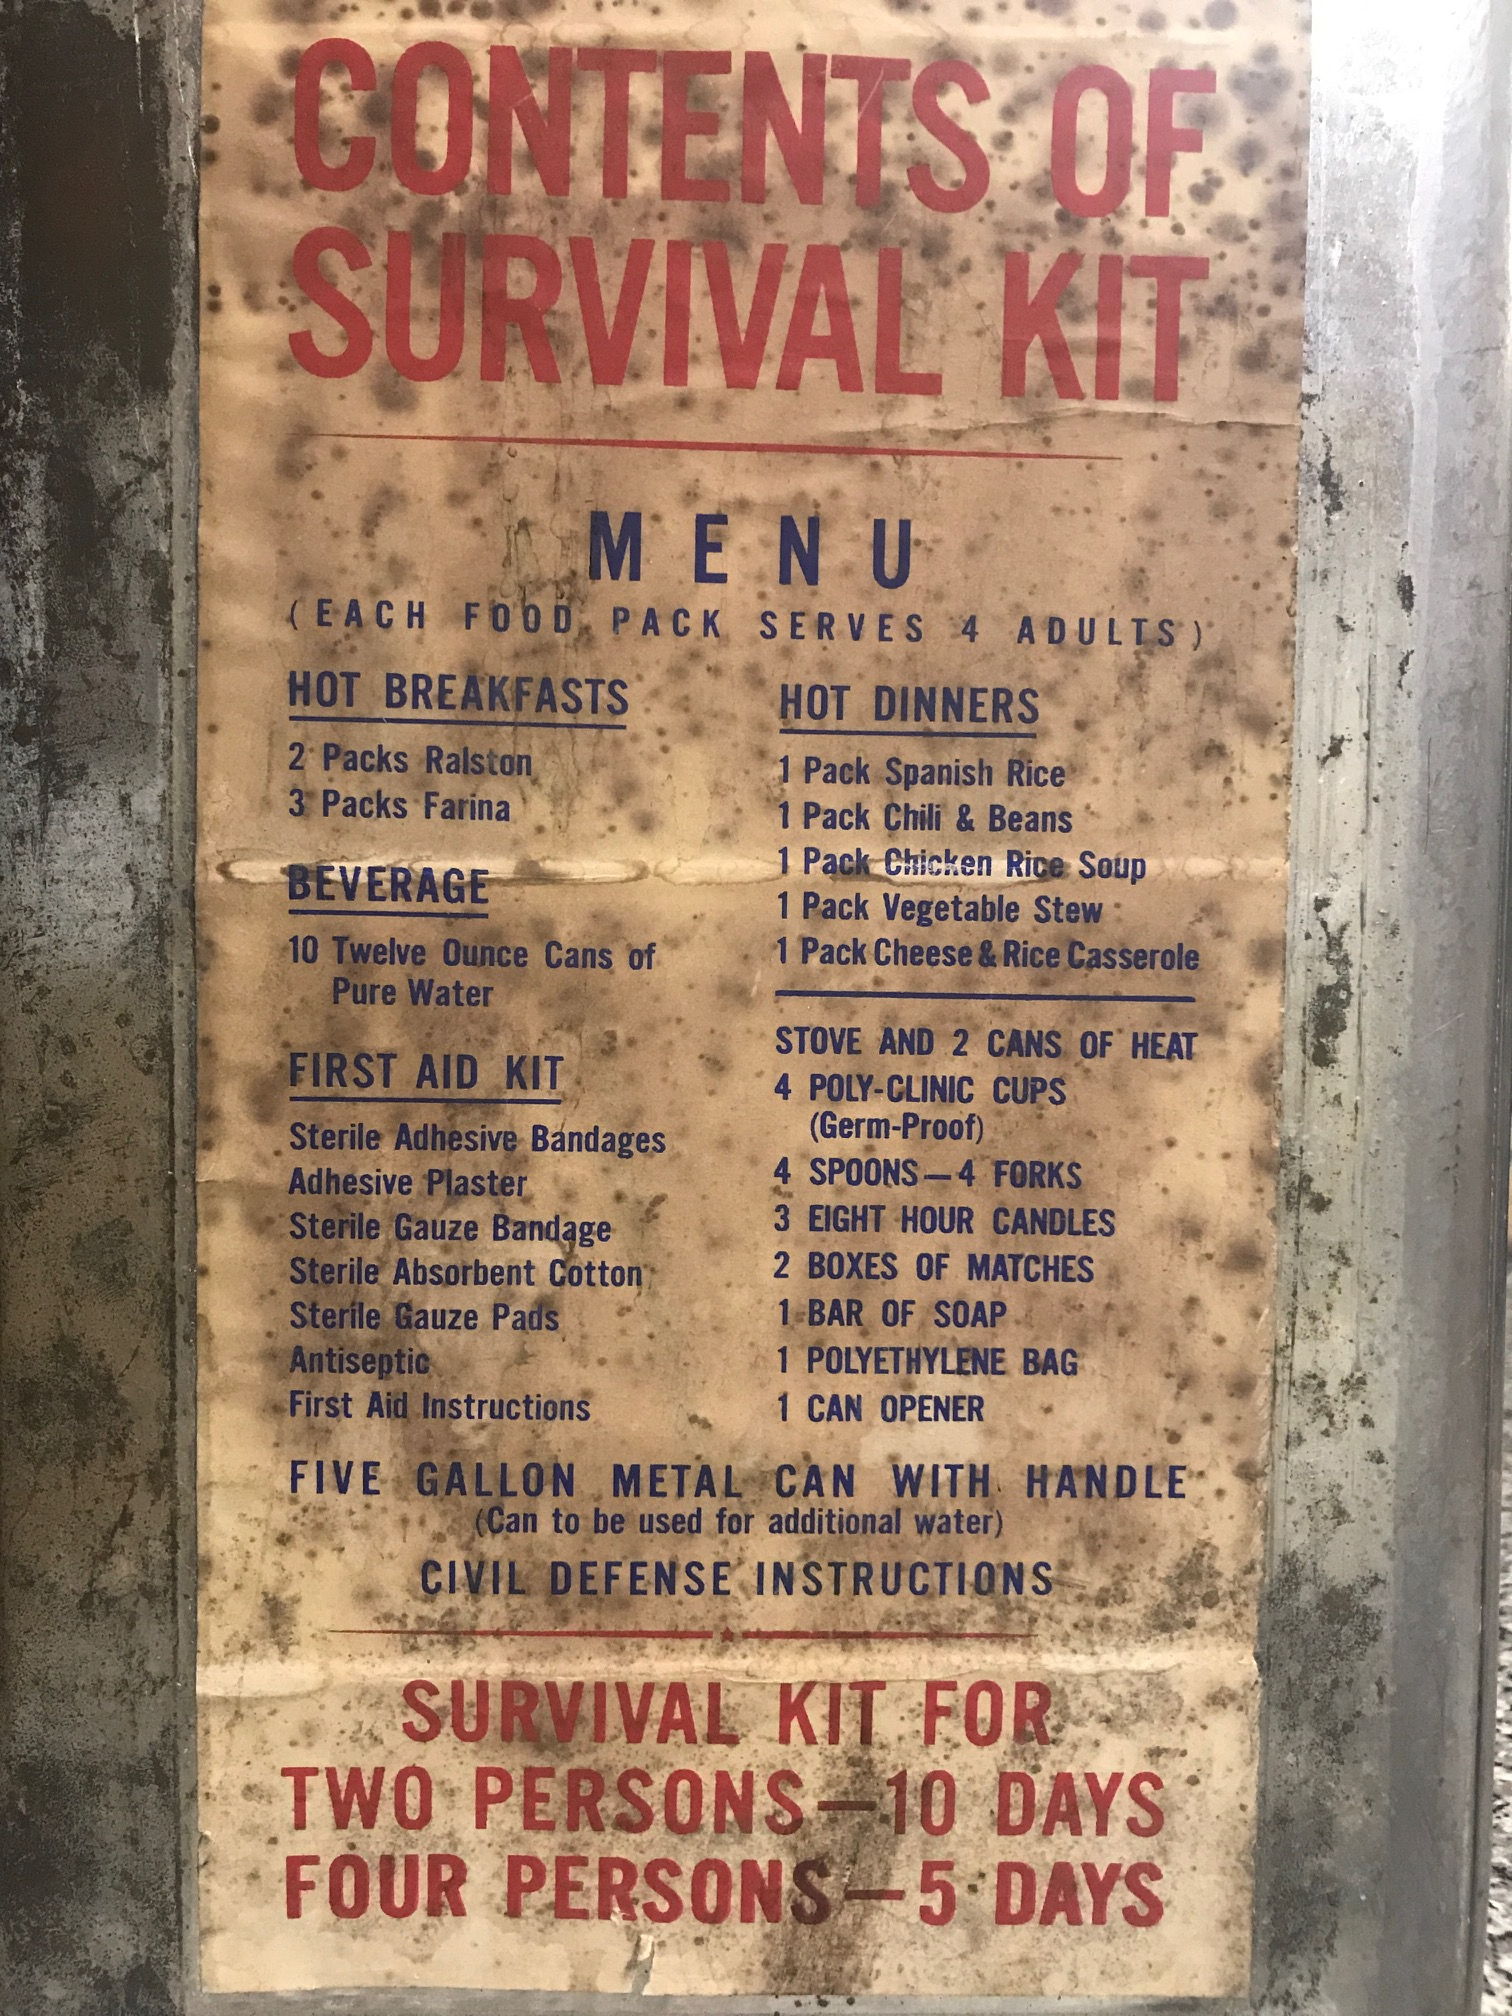 CONTENTS OF
SURVIVAL KIT
MENU
(EACH FOOD PACK SERVES 4 ADULTS)
HOT BREAKFASTS
2 Packs Ralston
3 Packs Farina
BEVERAGE
10 Twelve Ounce Cans of
Pure Water
FIRST AID KIT
Sterile Adhesive Bandages
Adhesive Plaster
Sterile Gauze Bandage
Sterile Absorbent Cotton
Sterile Gauze Pads
Antiseptic
First Aid Instructions
HOT DINNERS
1 Pack Spanish Rice
1 Pack Chili & Beans
1 Pack Chicken Rice Soup
1 Pack Vegetable Stew
1 Pack Cheese & Rice Casserole
STOVE AND 2 CANS OF HEAT
4 POLY-CLINIC CUPS
(Germ-Proof)
4 SPOONS—4 FORKS
3 EIGHT HOUR CANDLES
2 BOXES OF MATCHES
1 BAR OF SOAP
1 POLYETHYLENE BAG
1 CAN OPENER
FIVE GALLON METAL CAN WITH HANDLE
(Can to be used for additional water)
CIVIL DEFENSE INSTRUCTIONS
SURVIVAL KIT FOR
TWO PERSONS—10 DAYS
FOUR PERSONS—5 DAYS